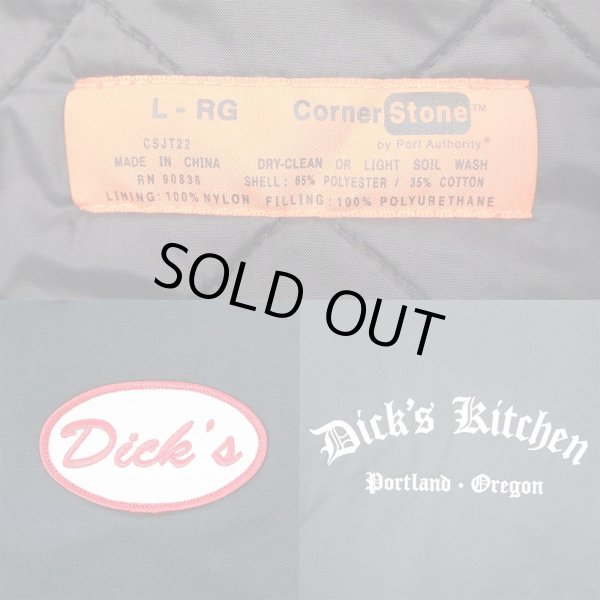 L - RG CornerStone™
by Port Authority®
CSJT22
MADE IN CHINA DRY-CLEAN OR LIGHT SOIL WASH
RN 90836 SHELL: 65% POLYESTER / 35% COTTON
LINING: 100% NYLON FILLING: 100% POLYURETHANE
SOLD OUT
Dick's
Dick's Kitchen
Portland · Oregon